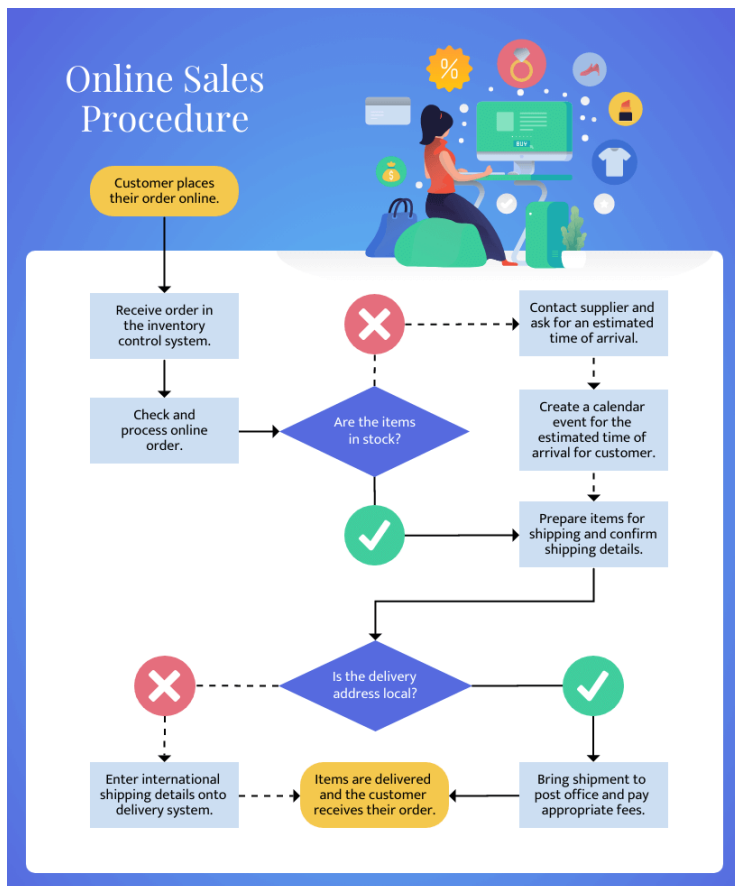 Online Sales
Procedure
%
$
BUY
Customer places
their order online.
Receive order in
the inventory
control system.
Check and
process online
order.
Are the items
in stock?
Contact supplier and
ask for an estimated
time of arrival.
Create a calendar
event for the
estimated time of
arrival for customer.
Prepare items for
shipping and confirm
shipping details.
Is the delivery
address local?
Enter international
shipping details onto
delivery system.
Items are delivered
and the customer
receives their order.
Bring shipment to
post office and pay
appropriate fees.